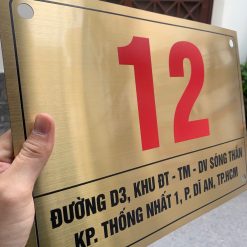 12
ĐƯỜNG D3, KHU ĐT - TM - DV SÓNG THẦN
KP. THỐNG NHẤT 1, P. DĨ AN, TP.HCM